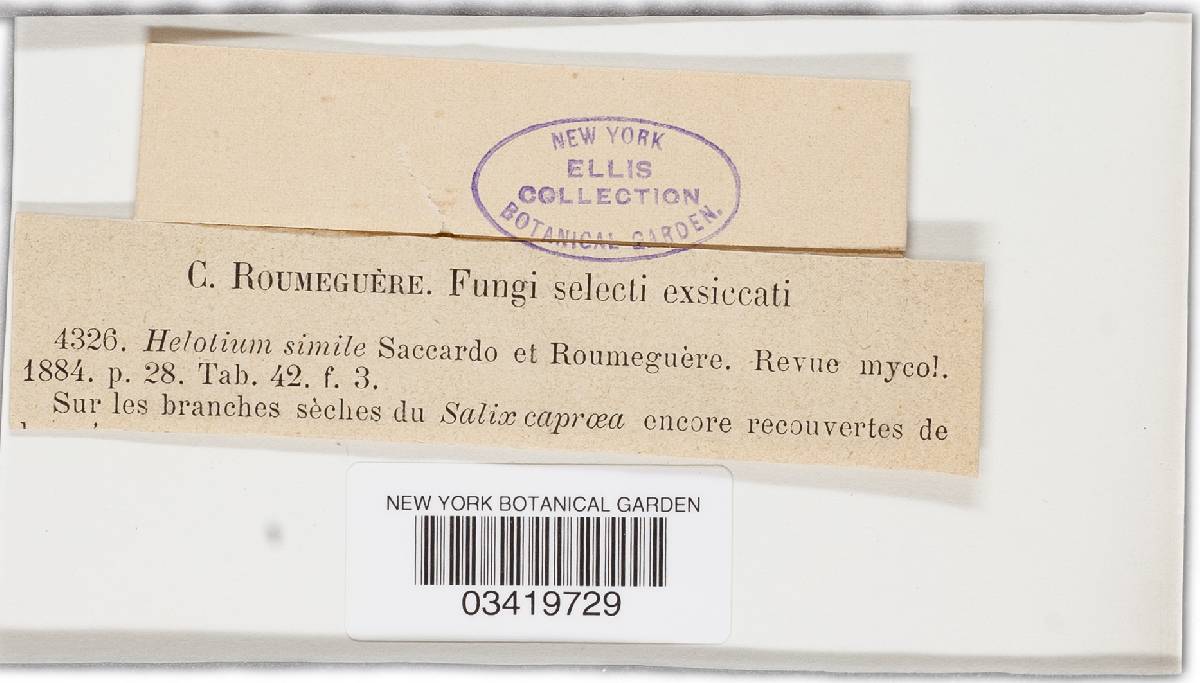 NEW YORK
ELLIS
COLLECTION
BOTANICAL GARDEN.
C. ROUMEGUÈRE. Fungi selecti exsiccati
4326. Helotium simile Saccardo et Roumeguère. Revue mycol.
1884. p. 28. Tab. 42. f. 3.
Sur les branches sèches du Salix caprœa encore recouvertes de
NEW YORK BOTANICAL GARDEN
03419729